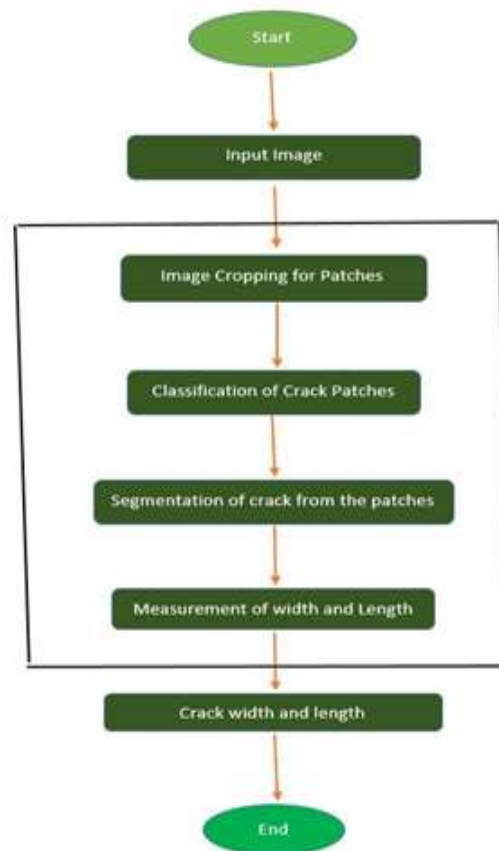 Start
Input Image
Image Cropping for Patches
Classification of Crack Patches
Segmentation of crack from the patches
Measurement of width and Length
Crack width and length
End